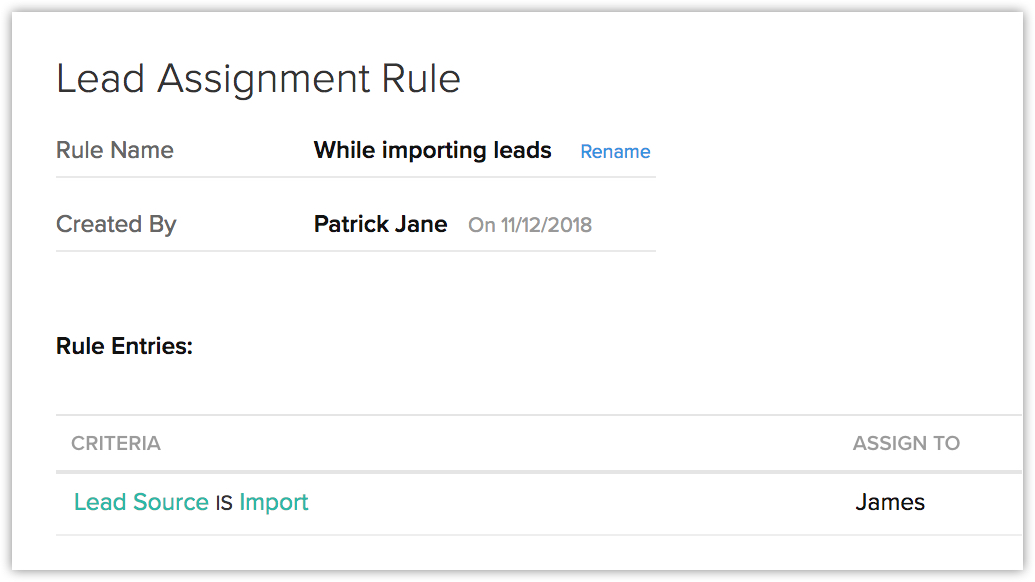 Lead Assignment Rule
Rule Name While importing leads Rename
Created By Patrick Jane On 11/12/2018
Rule Entries:
CRITERIA ASSIGN TO
Lead Source IS Import James